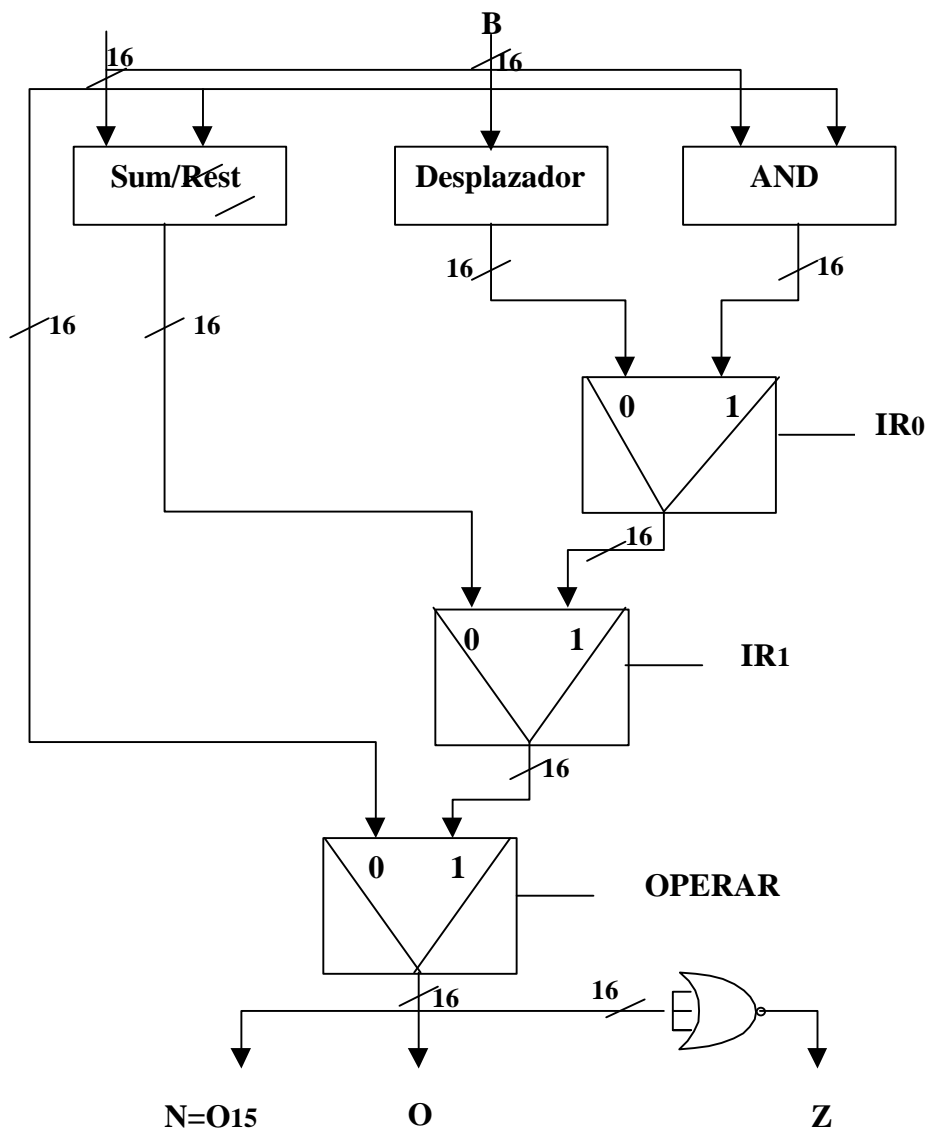 B
16
16
Sum/Rest
Desplazador
AND
16
16
16
16
0 1
IR0
16
0 1
IR1
16
0 1
OPERAR
16
16
N=O15
O
Z